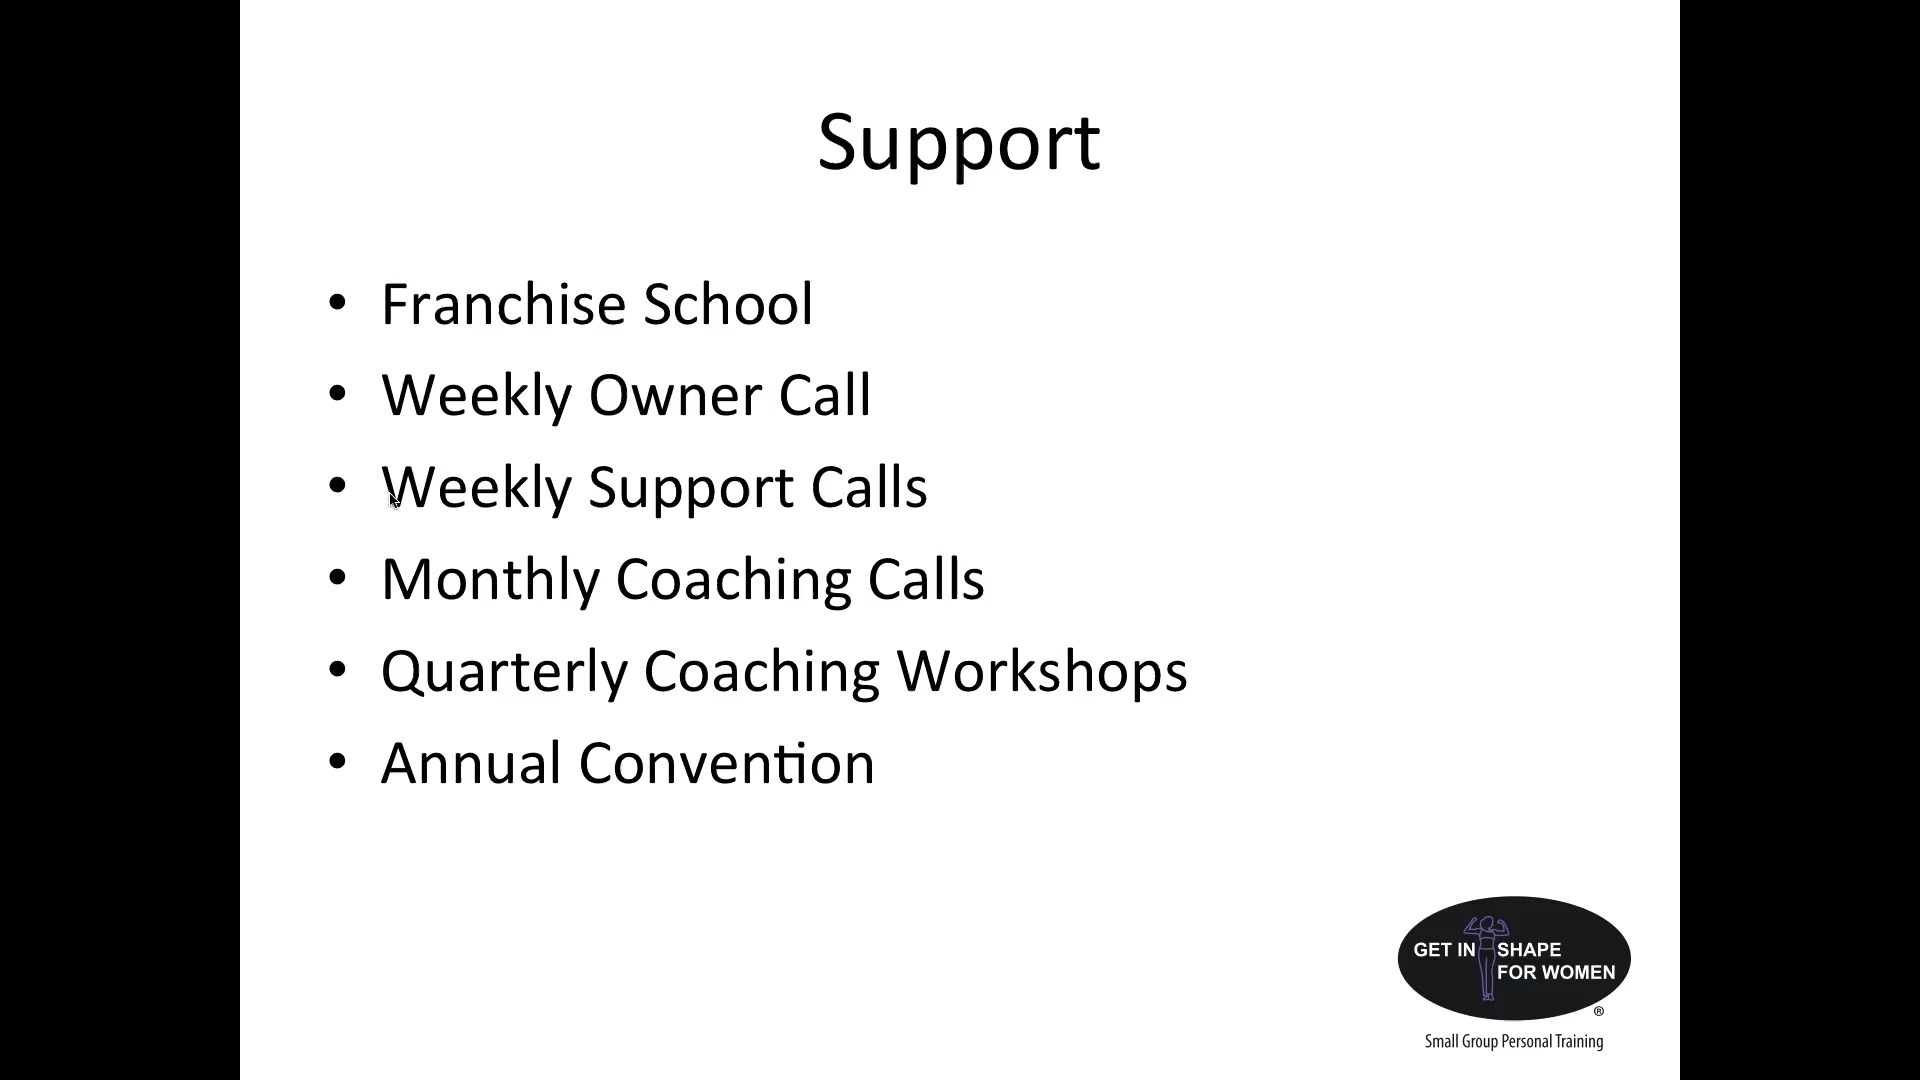 Support
• Franchise School
• Weekly Owner Call
• Weekly Support Calls
• Monthly Coaching Calls
• Quarterly Coaching Workshops
• Annual Convention
GET IN SHAPE
FOR WOMEN
®
Small Group Personal Training